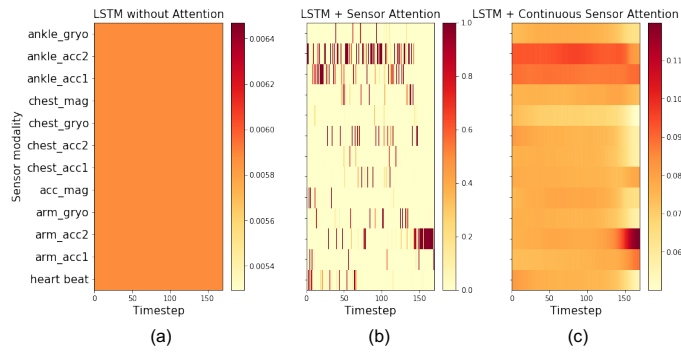 LSTM without Attention
LSTM + Sensor Attention
LSTM + Continuous Sensor Attention
Sensor modality
ankle_gryo
ankle_acc2
ankle_acc1
chest_mag
chest_gryo
chest_acc2
chest_acc1
acc_mag
arm_gryo
arm_acc2
arm_acc1
heart beat
0 50 100 150
Timestep
0.0064
0.0062
0.0060
0.0058
0.0056
0.0054
(a)
0 50 100 150
Timestep
1.0
0.8
0.6
0.4
0.2
0.0
(b)
0 50 100 150
Timestep
0.11
0.10
0.09
0.08
0.07
0.06
(c)